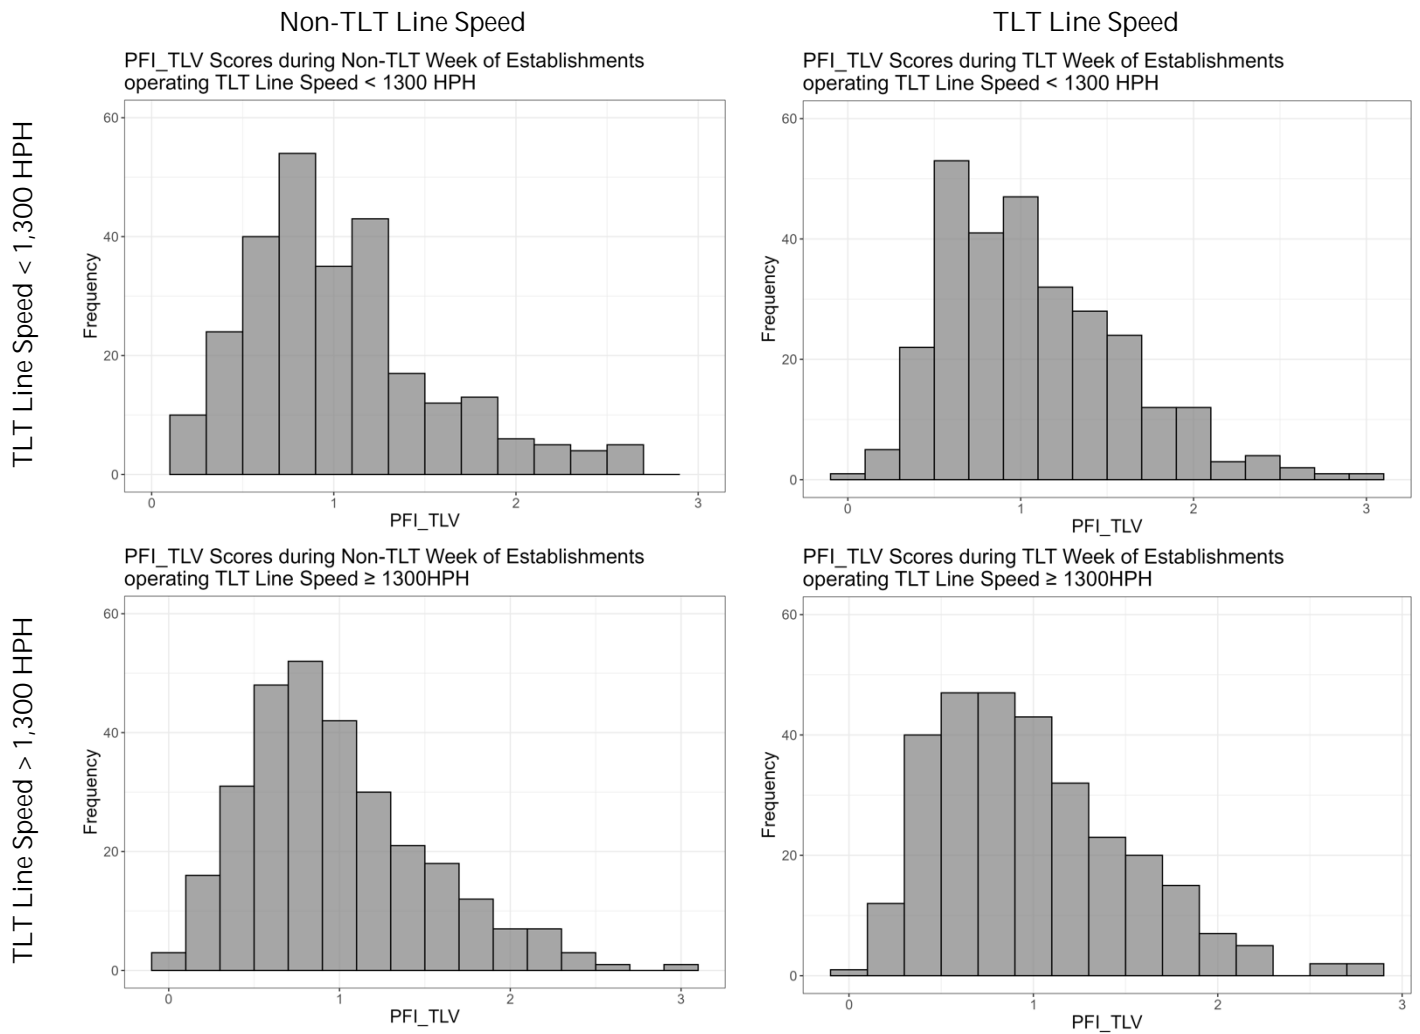 Non-TLT Line Speed
TLT Line Speed
TLT Line Speed < 1,300 HPH
PFI_TLV Scores during Non-TLT Week of Establishments
operating TLT Line Speed < 1300 HPH
60
40
20
0
Frequency
0 1 2 3
PFI_TLV
PFI_TLV Scores during TLT Week of Establishments
operating TLT Line Speed < 1300 HPH
60
40
20
0
Frequency
0 1 2 3
PFI_TLV
TLT Line Speed > 1,300 HPH
PFI_TLV Scores during Non-TLT Week of Establishments
operating TLT Line Speed ≥ 1300HPH
60
40
20
0
Frequency
0 1 2 3
PFI_TLV
PFI_TLV Scores during TLT Week of Establishments
operating TLT Line Speed ≥ 1300HPH
60
40
20
0
Frequency
0 1 2 3
PFI_TLV